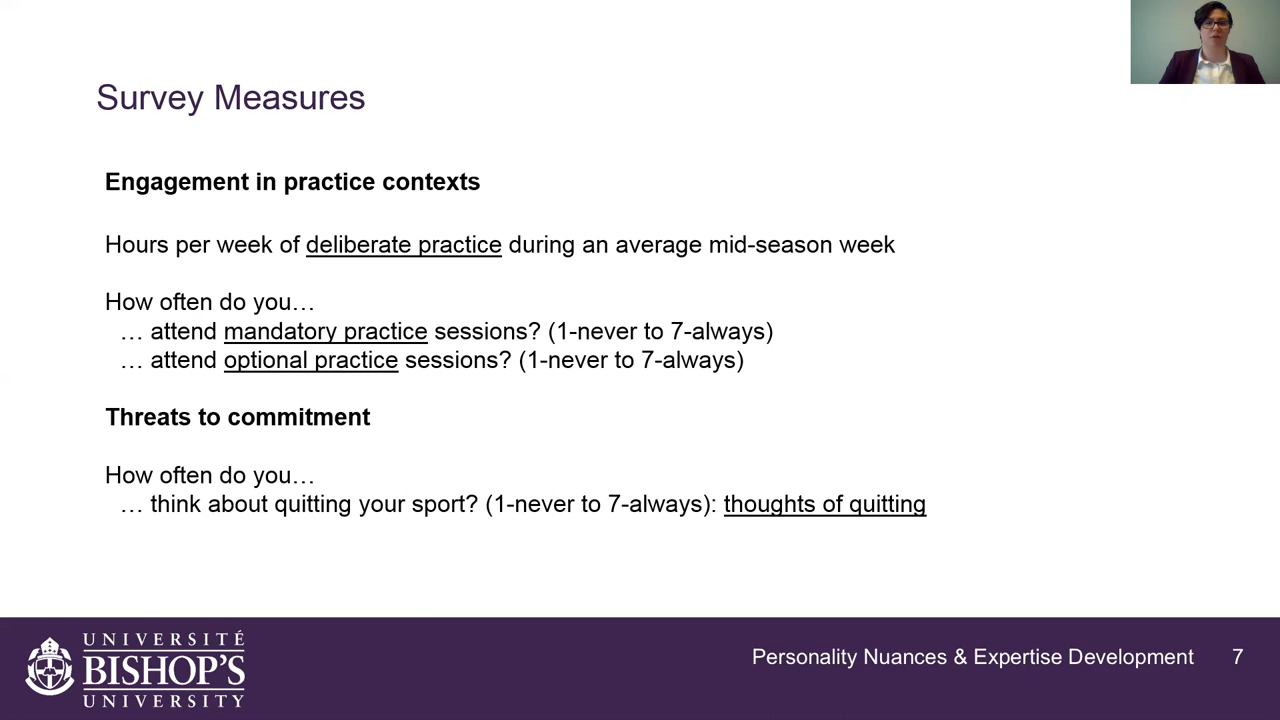 Survey Measures
Engagement in practice contexts
Hours per week of deliberate practice during an average mid-season week
How often do you…
… attend mandatory practice sessions? (1-never to 7-always)
… attend optional practice sessions? (1-never to 7-always)
Threats to commitment
How often do you…
… think about quitting your sport? (1-never to 7-always): thoughts of quitting
UNIVERSITÉ
BISHOP'S
UNIVERSITY
Personality Nuances & Expertise Development 7